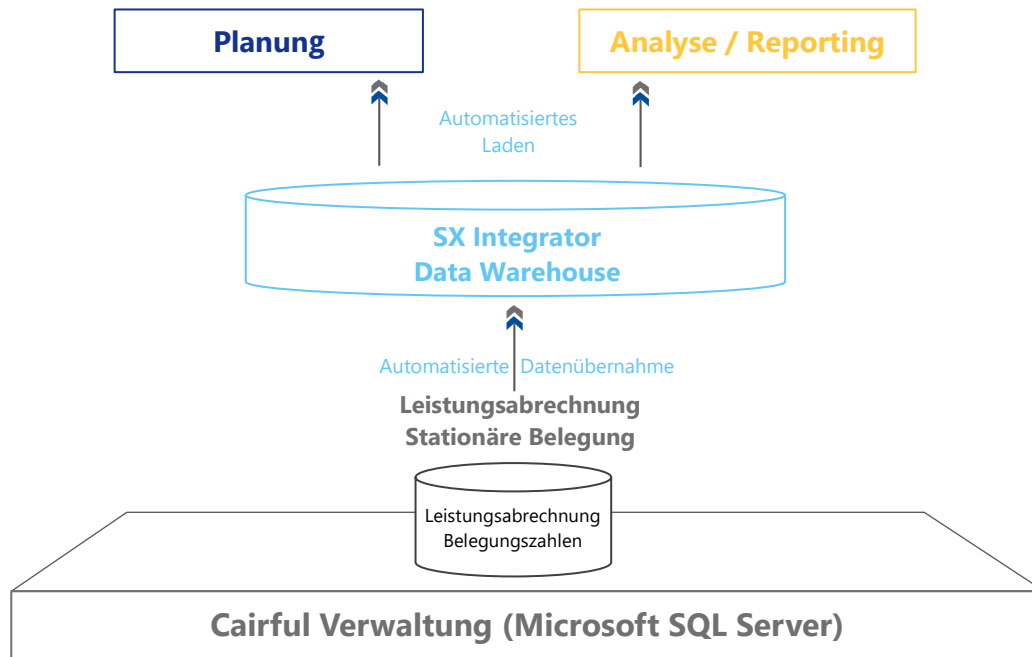 Planung
Analyse / Reporting
Automatisiertes
Laden
SX Integrator
Data Warehouse
Automatisierte Datenübernahme
Leistungsabrechnung
Stationäre Belegung
Leistungsabrechnung
Belegungszahlen
Cairful Verwaltung (Microsoft SQL Server)